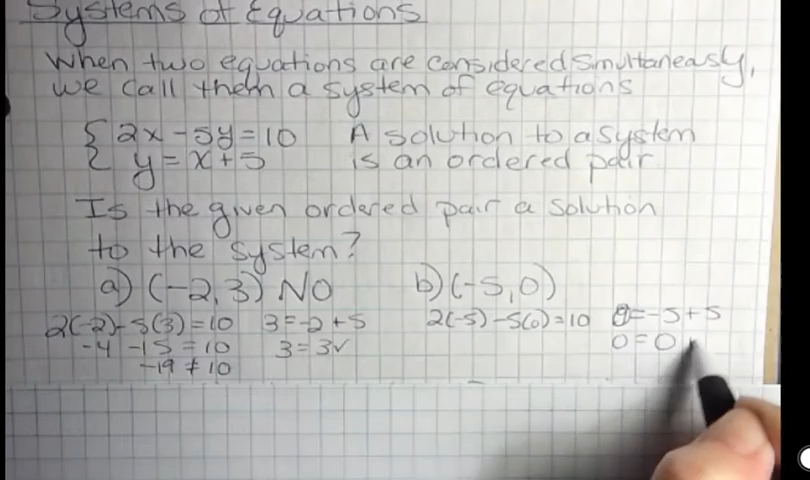 Systems of Equations
When two equations are considered Simultaneasly,
we call them a system of equations
{ 2x - 5y = 10 A solution to a system
y = x + 5 is an ordered pair
Is the given ordered pair a solution
to the system?
a) (-2, 3) NO b) (-5, 0)
2(-2) - 5(3) = 10 3 = -2 + 5 2(-5) - 5(0) = 10 0 = -5 + 5
-4 - 15 = 10 3 = 3✓ 0 = 0
-19 ≠ 10